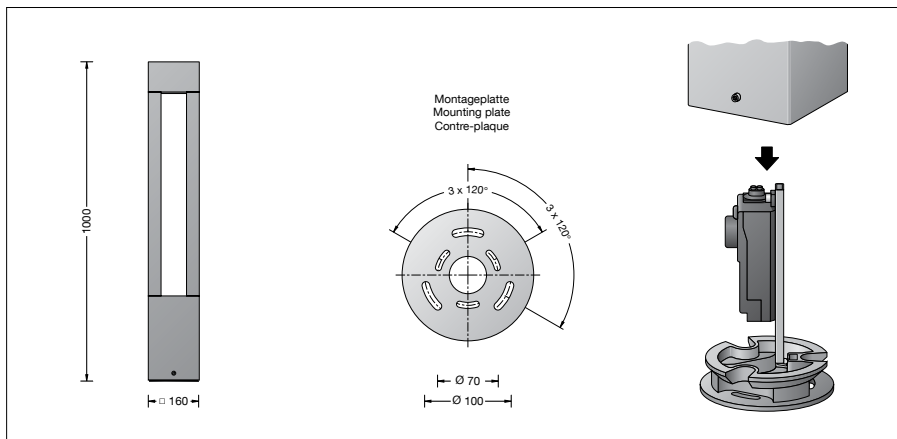 1000
□ 160
Montageplatte
Mounting plate
Contre-plaque
3 x 120°
3 x 120°
Ø 70
Ø 100